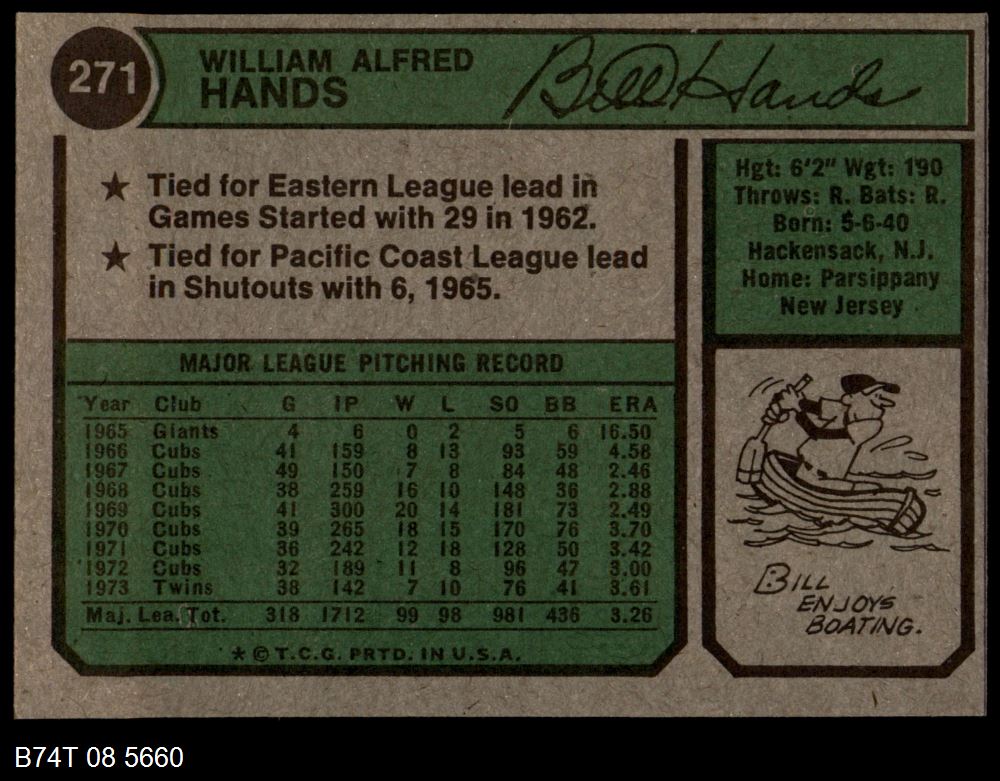 271
WILLIAM ALFRED
HANDS
Bill Hands
★ Tied for Eastern League lead in
Games Started with 29 in 1962.
★ Tied for Pacific Coast League lead
in Shutouts with 6, 1965.
Hgt: 6'2" Wgt: 190
Throws: R. Bats: R.
Born: 5-6-40
Hackensack, N.J.
Home: Parsippany
New Jersey
MAJOR LEAGUE PITCHING RECORD
Year Club G IP W L SO BB ERA
1965 Giants 4 6 0 2 5 6 16.50
1966 Cubs 41 159 8 13 93 59 4.58
1967 Cubs 49 150 7 8 84 48 2.46
1968 Cubs 38 259 16 10 148 36 2.88
1969 Cubs 41 300 20 14 181 73 2.49
1970 Cubs 39 265 18 15 170 76 3.70
1971 Cubs 36 242 12 18 128 50 3.42
1972 Cubs 32 189 11 8 96 47 3.00
1973 Twins 38 142 7 10 76 41 3.61
Maj. Lea. Tot. 318 1712 99 98 981 436 3.26
* © T.C.G. PRTD. IN U.S.A.
BILL
ENJOYS
BOATING.
B74T 08 5660